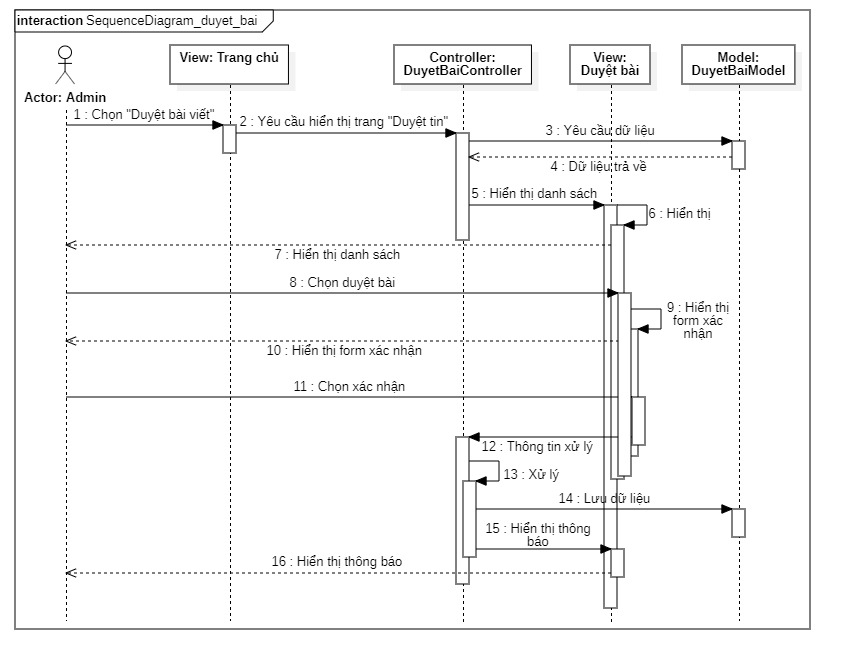 interaction SequenceDiagram_duyet_bai
View: Trang chủ
Controller:
DuyetBaiController
View:
Duyệt bài
Model:
DuyetBaiModel
Actor: Admin
1 : Chọn "Duyệt bài viết"
2 : Yêu cầu hiển thị trang "Duyệt tin"
3 : Yêu cầu dữ liệu
4 : Dữ liệu trả về
5 : Hiển thị danh sách
6 : Hiển thị
7 : Hiển thị danh sách
8 : Chọn duyệt bài
9 : Hiển thị
form xác
nhận
10 : Hiển thị form xác nhận
11 : Chọn xác nhận
12 : Thông tin xử lý
13 : Xử lý
14 : Lưu dữ liệu
15 : Hiển thị thông
báo
16 : Hiển thị thông báo